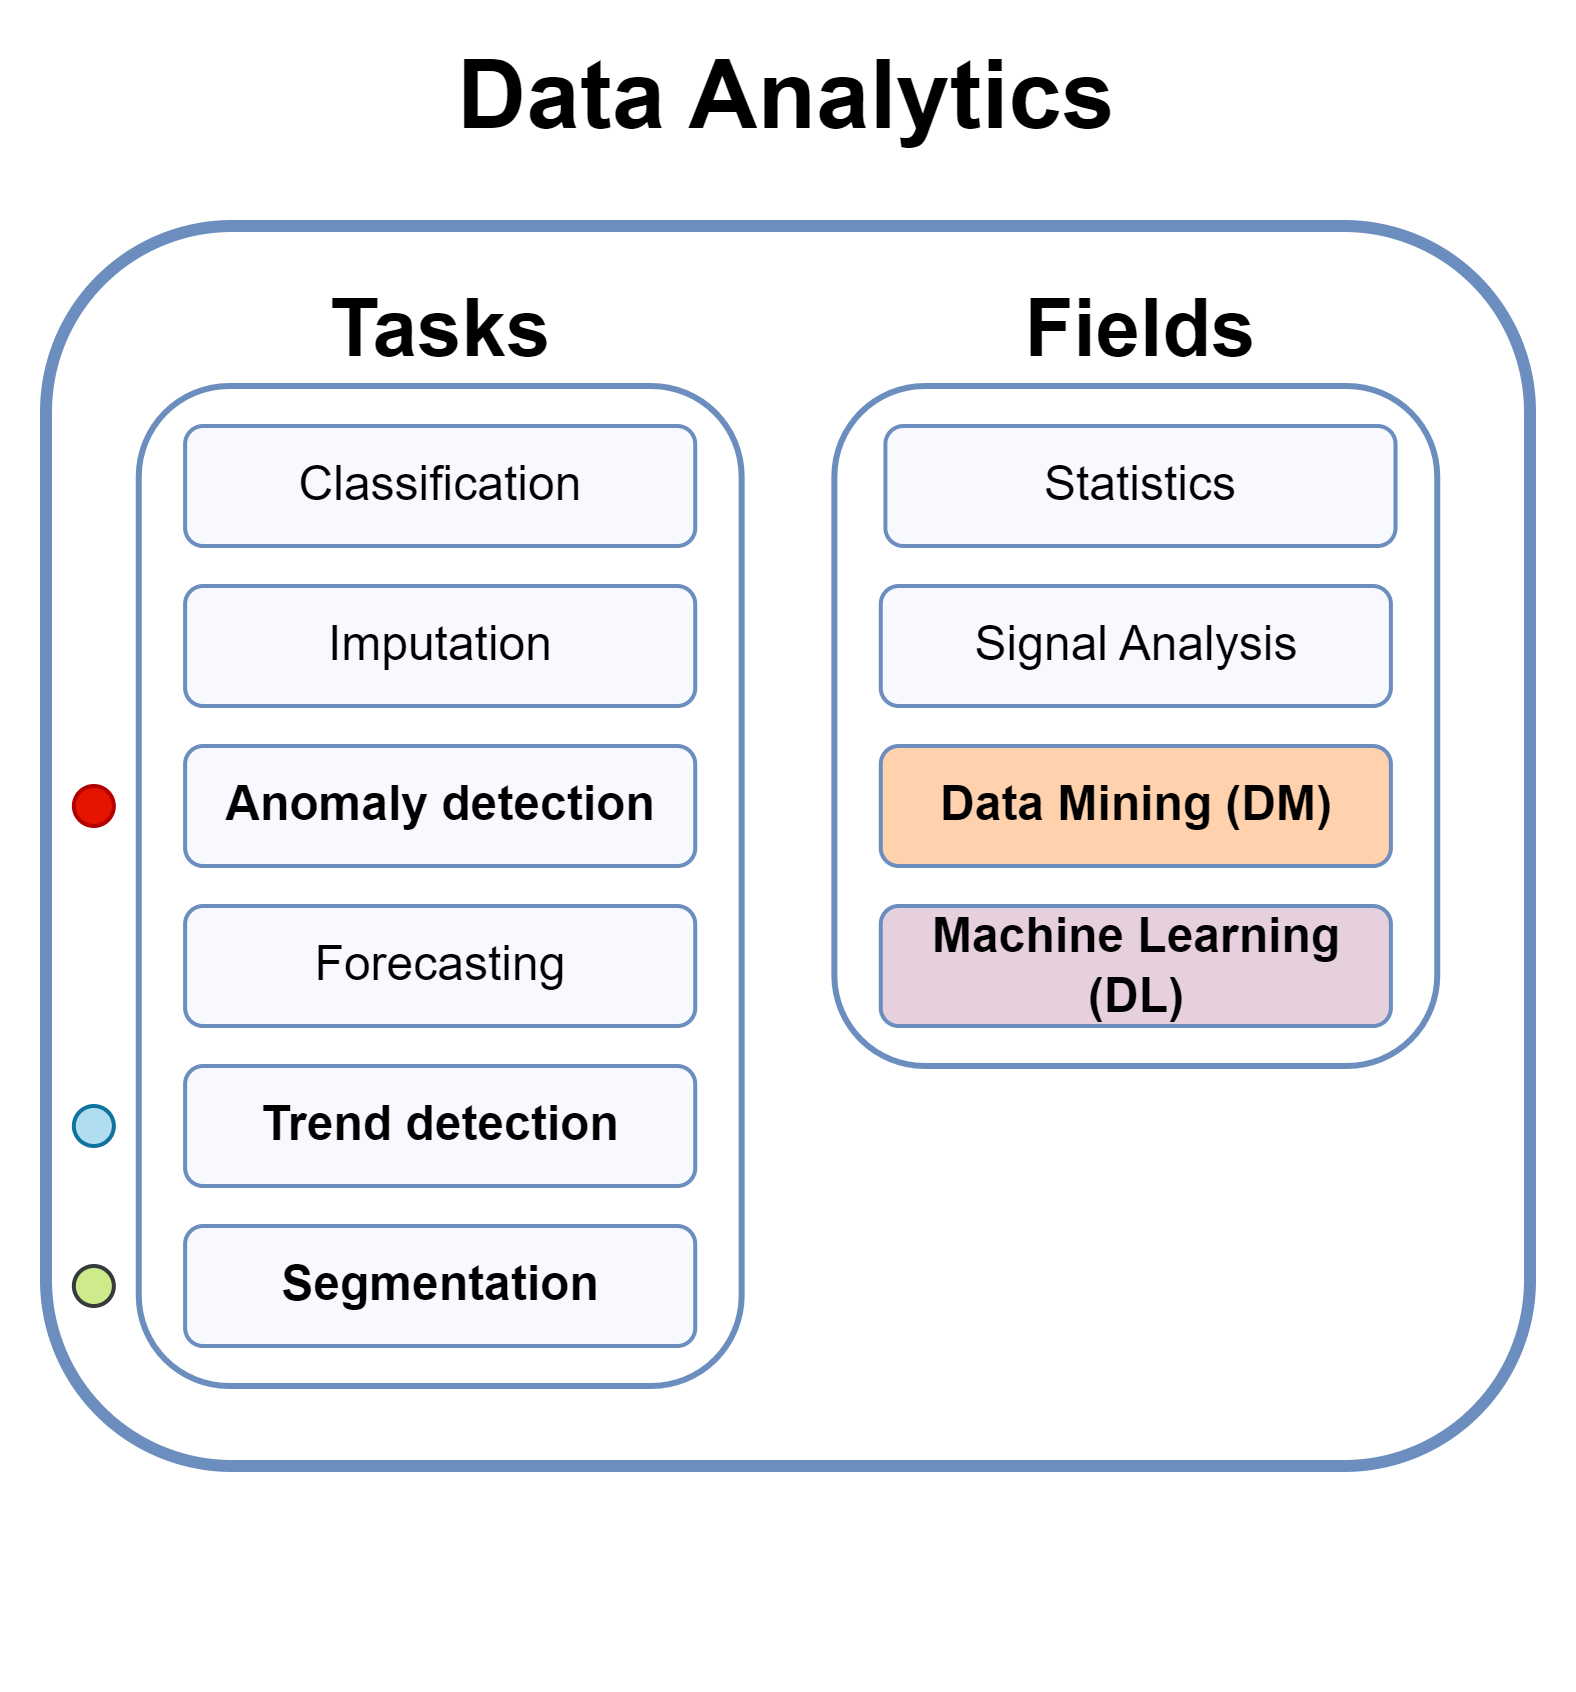 Data Analytics
Tasks
Classification
Imputation
Anomaly detection
Forecasting
Trend detection
Segmentation
Fields
Statistics
Signal Analysis
Data Mining (DM)
Machine Learning
(DL)